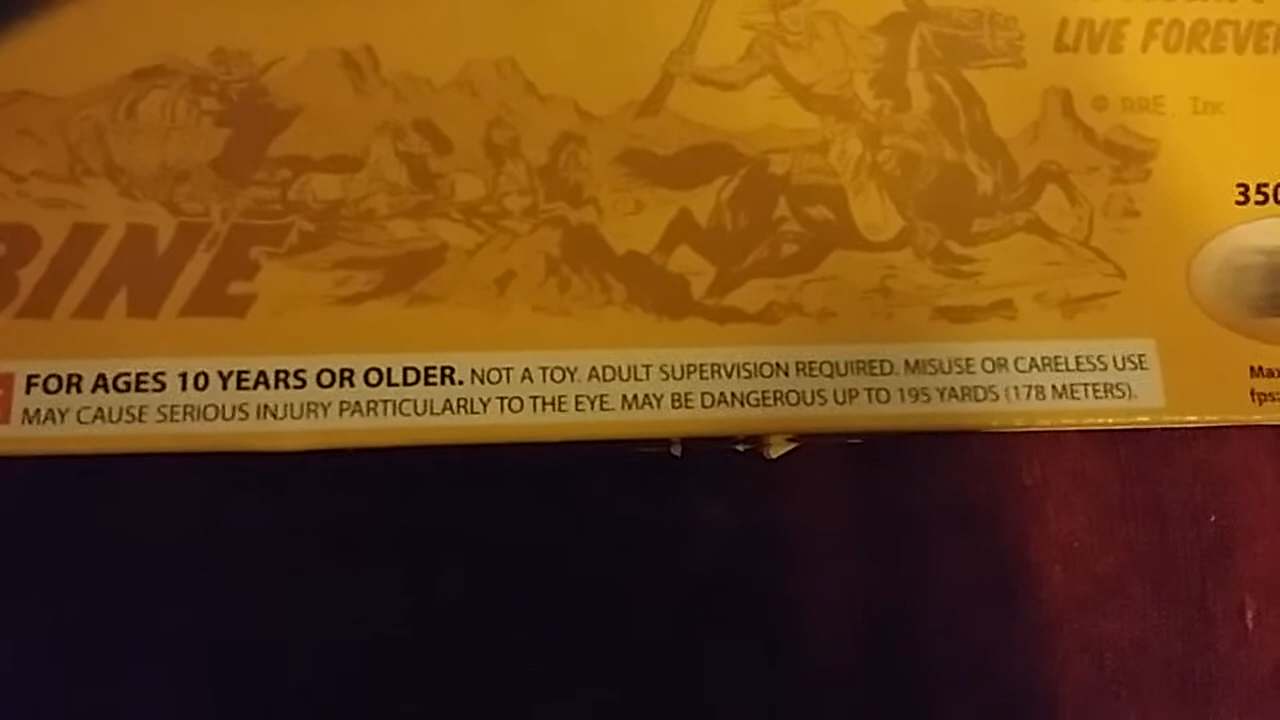 LIVE FOREVE
© RRE, Inc
350
BINE
FOR AGES 10 YEARS OR OLDER. NOT A TOY. ADULT SUPERVISION REQUIRED. MISUSE OR CARELESS USE
MAY CAUSE SERIOUS INJURY PARTICULARLY TO THE EYE. MAY BE DANGEROUS UP TO 195 YARDS (178 METERS).
Max
fps: